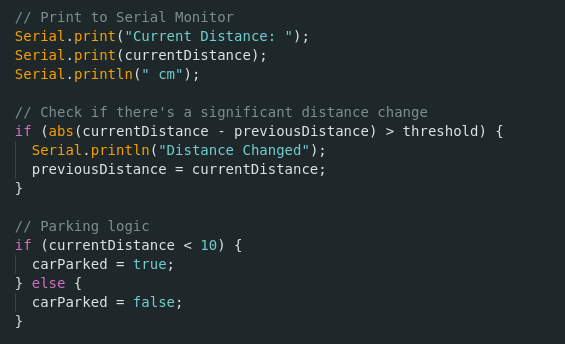 // Print to Serial Monitor
Serial.print("Current Distance: ");
Serial.print(currentDistance);
Serial.println(" cm");

// Check if there's a significant distance change
if (abs(currentDistance - previousDistance) > threshold) {
  Serial.println("Distance Changed");
  previousDistance = currentDistance;
}

// Parking logic
if (currentDistance < 10) {
  carParked = true;
} else {
  carParked = false;
}